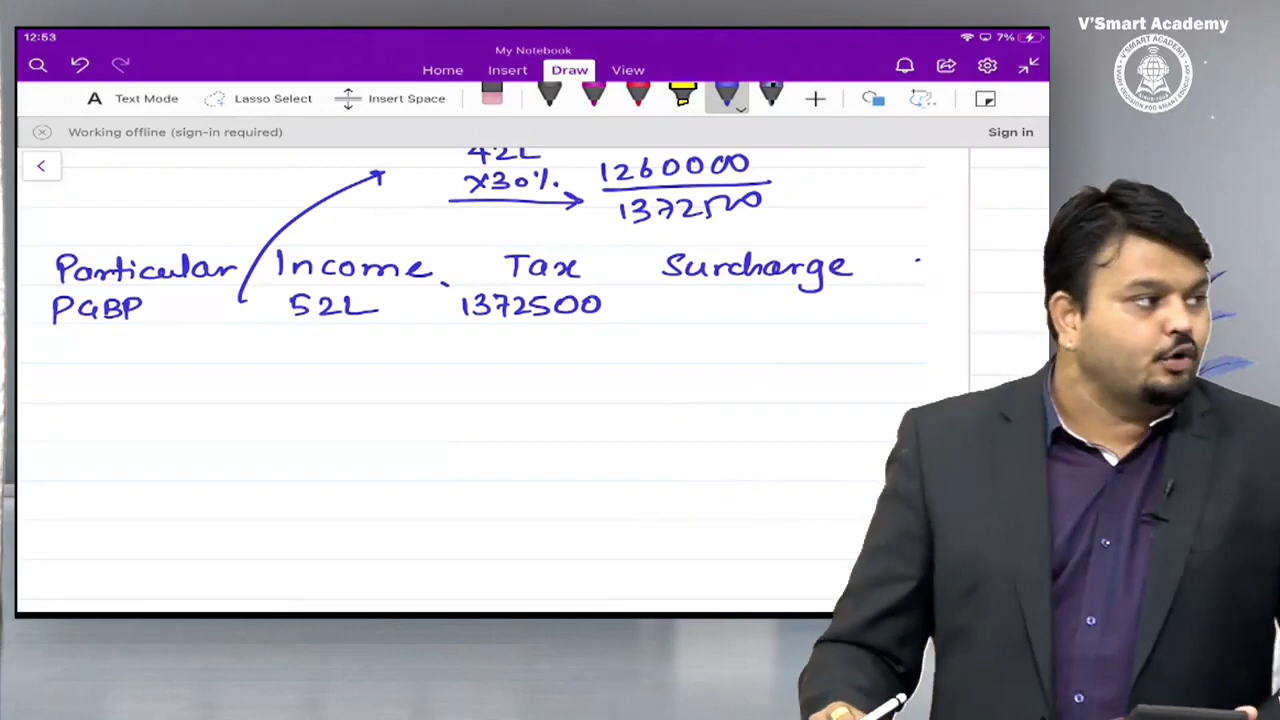 V'Smart Academy
12:53
7%
My Notebook
Home Insert Draw View
Text Mode Lasso Select Insert Space
Working offline (sign-in required) Sign in
42L
x30% 1260000
1372500
Particular Income Tax Surcharge
PGBP 52L 1372500